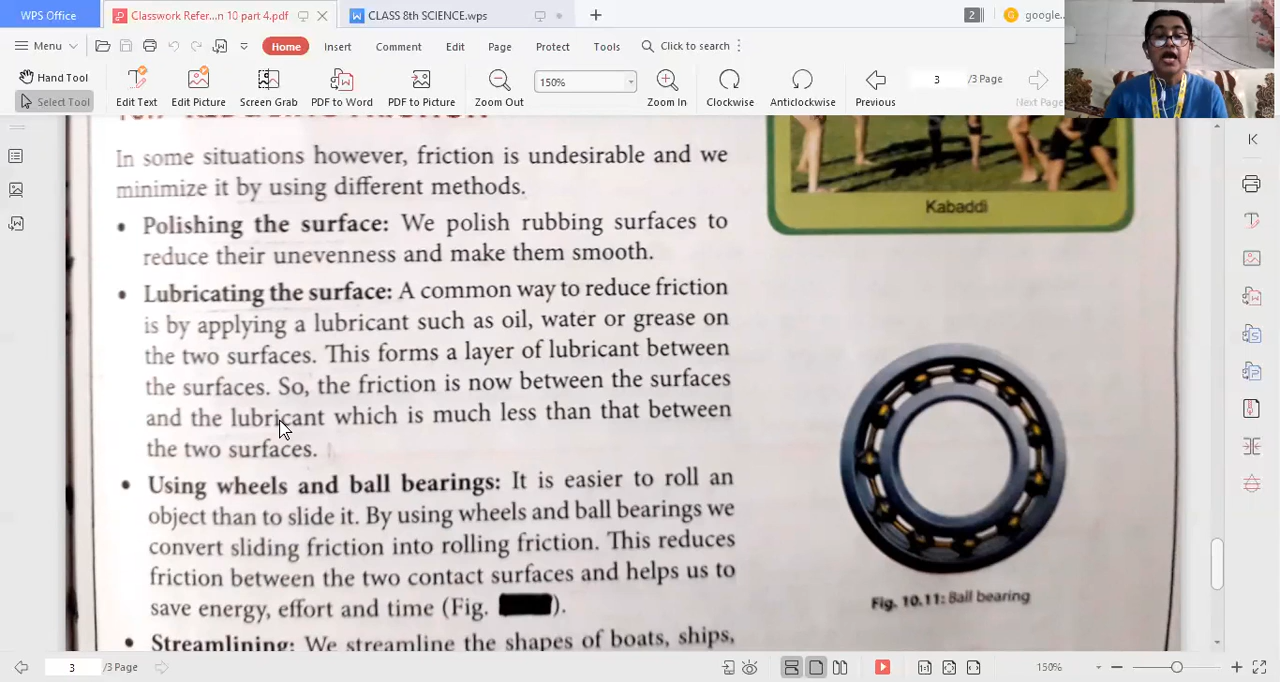 WPS Office
Classwork Refer...n 10 part 4.pdf
CLASS 8th SCIENCE.wps
2
google...
Menu
Home
Insert
Comment
Edit
Page
Protect
Tools
Click to search
Hand Tool
Select Tool
Edit Text
Edit Picture
Screen Grab
PDF to Word
PDF to Picture
Zoom Out
150%
Zoom In
Clockwise
Anticlockwise
Previous
3
/3 Page
Next Page
In some situations however, friction is undesirable and we
minimize it by using different methods.
• Polishing the surface: We polish rubbing surfaces to
reduce their unevenness and make them smooth.
• Lubricating the surface: A common way to reduce friction
is by applying a lubricant such as oil, water or grease on
the two surfaces. This forms a layer of lubricant between
the surfaces. So, the friction is now between the surfaces
and the lubricant which is much less than that between
the two surfaces.
• Using wheels and ball bearings: It is easier to roll an
object than to slide it. By using wheels and ball bearings we
convert sliding friction into rolling friction. This reduces
friction between the two contact surfaces and helps us to
save energy, effort and time (Fig. ).
• Streamlining: We streamline the shapes of boats, ships,
Kabaddi
Fig. 10.11: Ball bearing
3
/3 Page
150%